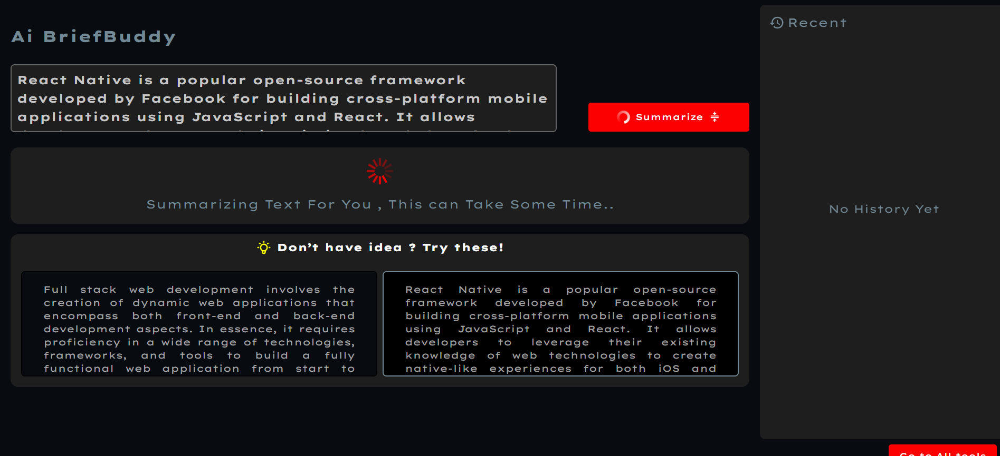 Ai BriefBuddy
React Native is a popular open-source framework
developed by Facebook for building cross-platform mobile
applications using JavaScript and React. It allows
Summarize
Summarizing Text For You , This can Take Some Time..
Don't have idea ? Try these!
Full stack web development involves the
creation of dynamic web applications that
encompass both front-end and back-end
development aspects. In essence, it requires
proficiency in a wide range of technologies,
frameworks, and tools to build a fully
functional web application from start to
React Native is a popular open-source
framework developed by Facebook for
building cross-platform mobile applications
using JavaScript and React. It allows
developers to leverage their existing
knowledge of web technologies to create
native-like experiences for both iOS and
Recent
No History Yet
Go to All tools